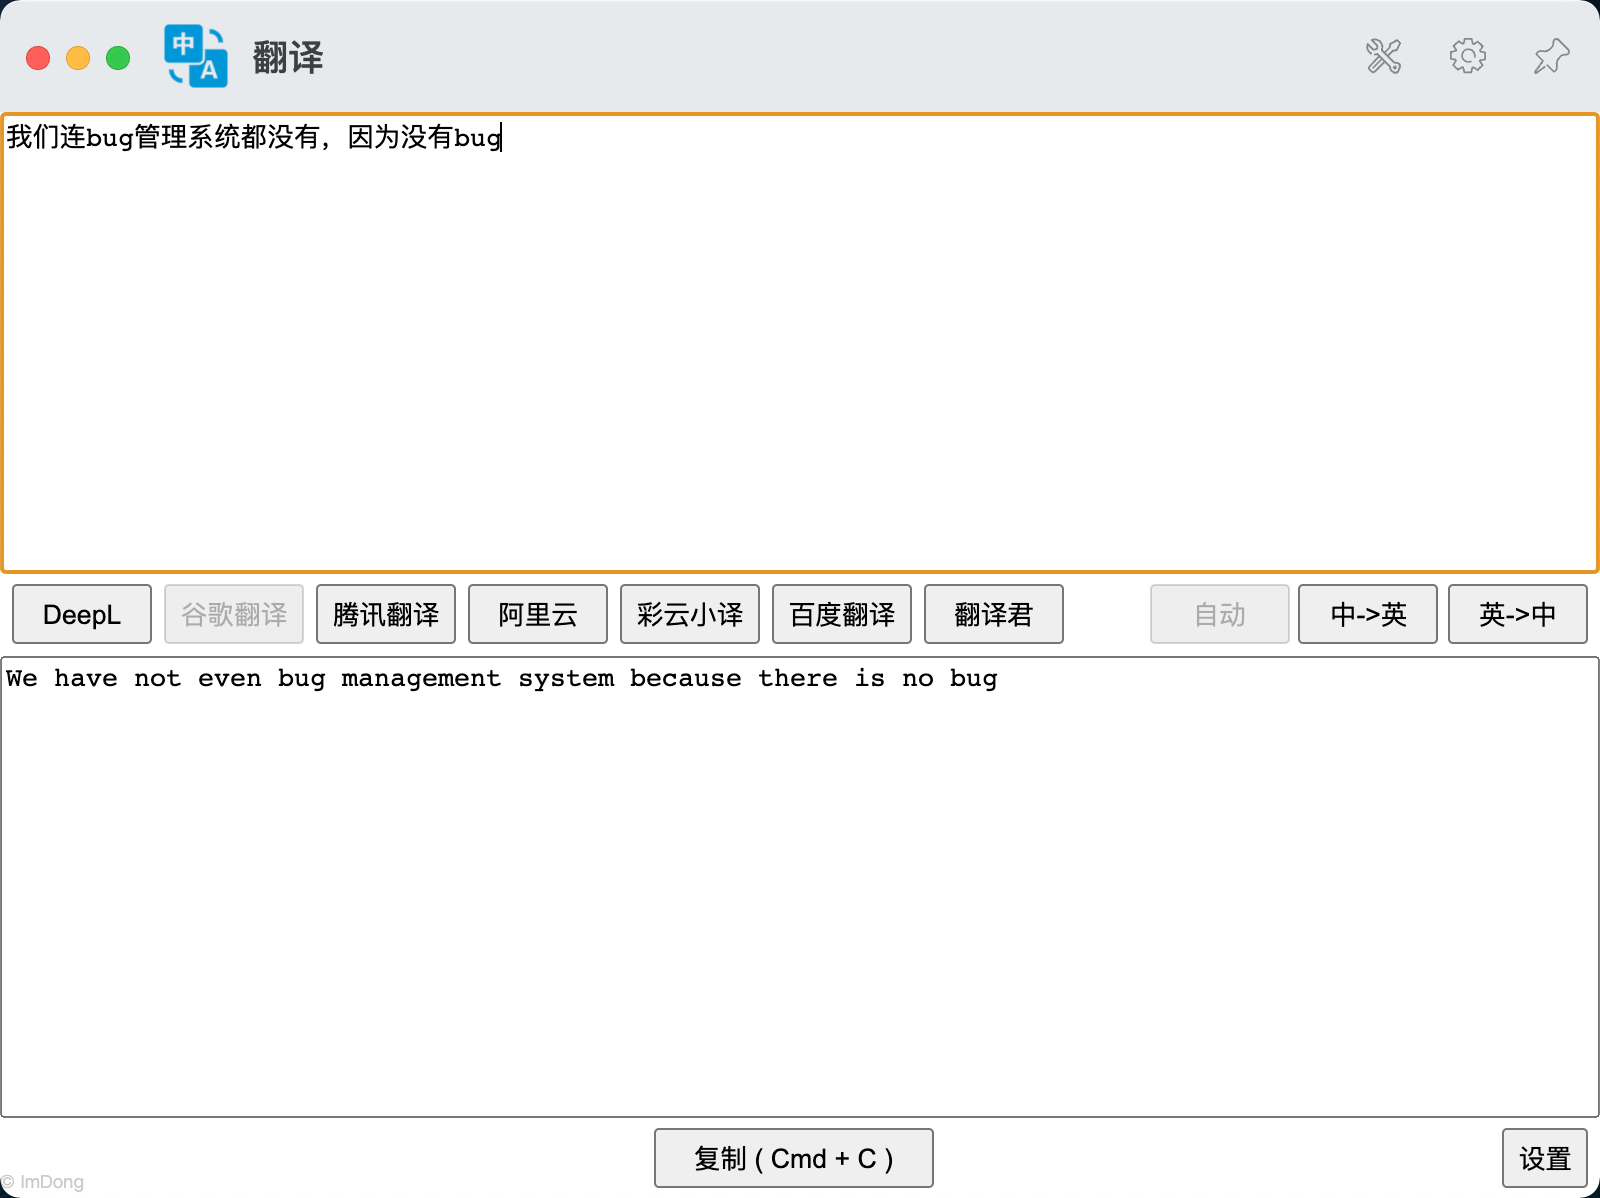 中
A
翻译
我们连bug管理系统都没有，因为没有bug
DeepL 谷歌翻译 腾讯翻译 阿里云 彩云小译 百度翻译 翻译君 自动 中->英 英->中
We have not even bug management system because there is no bug
复制 ( Cmd + C ) 设置
© ImDong